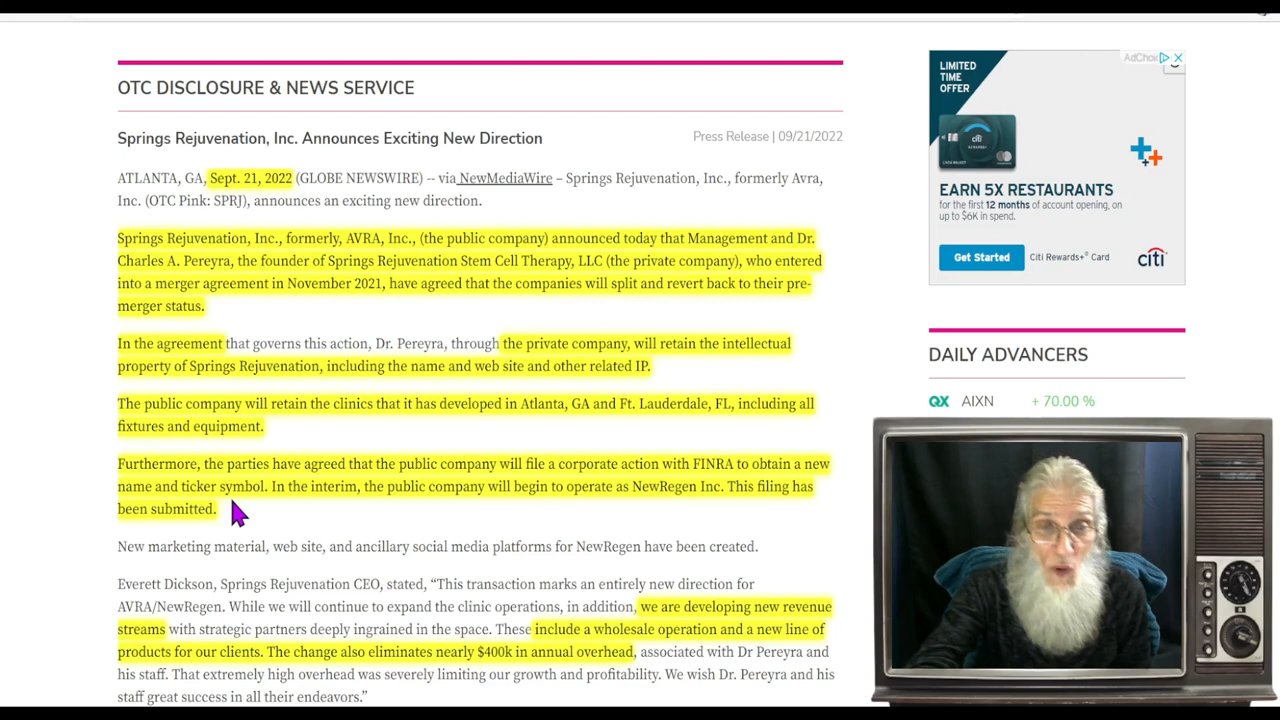 OTC DISCLOSURE & NEWS SERVICE
Springs Rejuvenation, Inc. Announces Exciting New Direction
Press Release | 09/21/2022
ATLANTA, GA, Sept. 21, 2022 (GLOBE NEWSWIRE) -- via NewMediaWire – Springs Rejuvenation, Inc., formerly Avra,
Inc. (OTC Pink: SPRJ), announces an exciting new direction.
Springs Rejuvenation, Inc., formerly, AVRA, Inc., (the public company) announced today that Management and Dr.
Charles A. Pereyra, the founder of Springs Rejuvenation Stem Cell Therapy, LLC (the private company), who entered
into a merger agreement in November 2021, have agreed that the companies will split and revert back to their pre-
merger status.
In the agreement that governs this action, Dr. Pereyra, through the private company, will retain the intellectual
property of Springs Rejuvenation, including the name and web site and other related IP.
The public company will retain the clinics that it has developed in Atlanta, GA and Ft. Lauderdale, FL, including all
fixtures and equipment.
Furthermore, the parties have agreed that the public company will file a corporate action with FINRA to obtain a new
name and ticker symbol. In the interim, the public company will begin to operate as NewRegen Inc. This filing has
been submitted.
New marketing material, web site, and ancillary social media platforms for NewRegen have been created.
Everett Dickson, Springs Rejuvenation CEO, stated, “This transaction marks an entirely new direction for
AVRA/NewRegen. While we will continue to expand the clinic operations, in addition, we are developing new revenue
streams with strategic partners deeply ingrained in the space. These include a wholesale operation and a new line of
products for our clients. The change also eliminates nearly $400k in annual overhead, associated with Dr Pereyra and
his staff. That extremely high overhead was severely limiting our growth and profitability. We wish Dr. Pereyra and his
staff great success in all their endeavors.”
AdChoi
LIMITED
TIME
OFFER
citi
EARN 5X RESTAURANTS
for the first 12 months of account opening, on
up to $6K in spend.
Get Started
Citi Rewards+® Card
citi
DAILY ADVANCERS
QX AIXN + 70.00 %